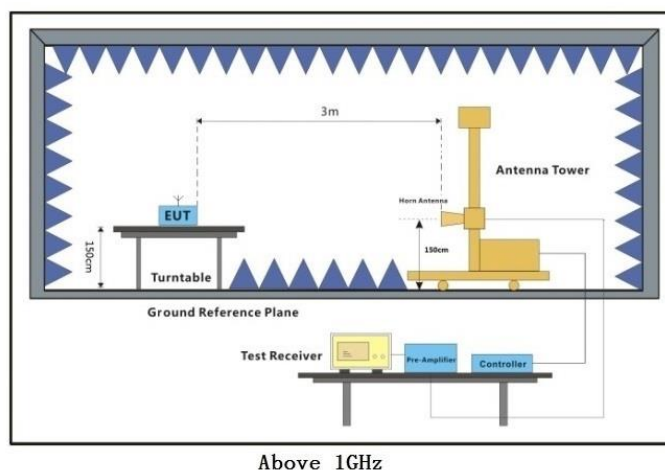 3m
Antenna Tower
Horn Antenna
EUT
150cm
150cm
Turntable
Ground Reference Plane
Test Receiver
Pre-Amplifier
Controller
Above 1GHz